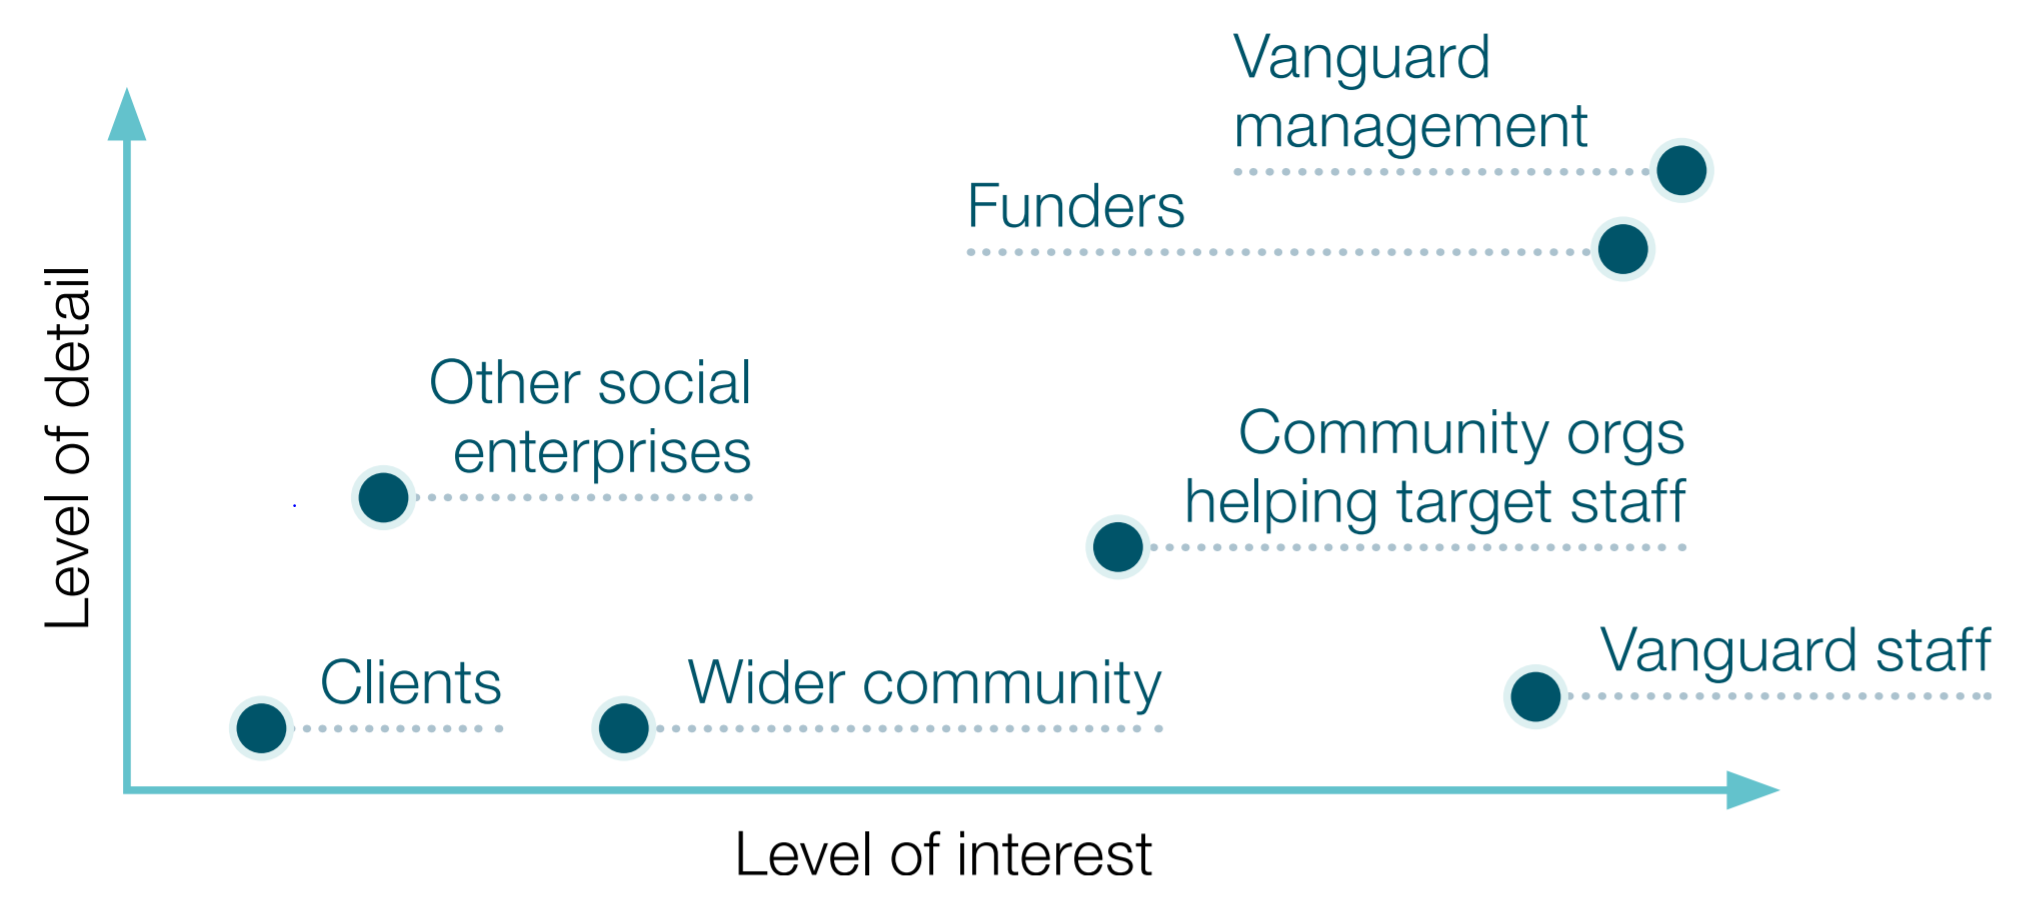 Vanguard
management
Funders
Other social
enterprises
Community orgs
helping target staff
Vanguard staff
Clients
Wider community
Level of detail
Level of interest